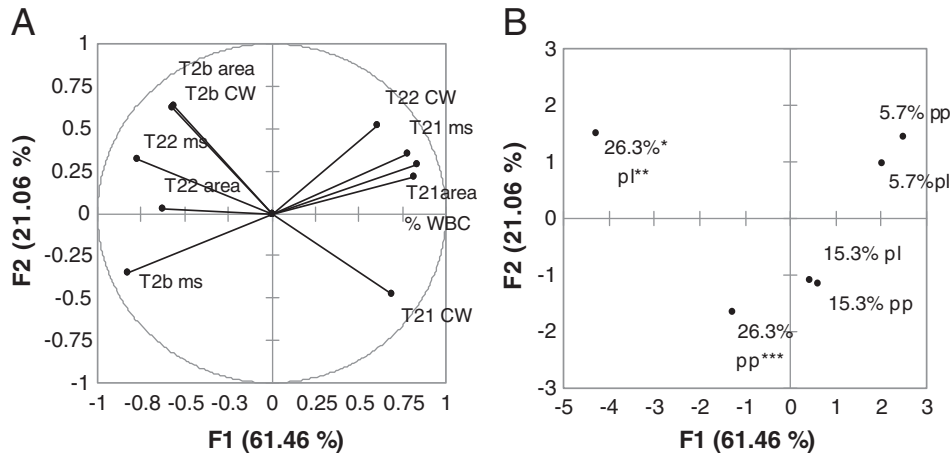 A
1
0.75
0.5
0.25
0
-0.25
-0.5
-0.75
-1
F2 (21.06 %)
T2b area
T2b CW
T22 ms
T22 area
T2b ms
T22 CW
T21 ms
T21area
% WBC
T21 CW
-1
-0.8
-0.5
-0.3
0
0.25
0.5
0.75
1
F1 (61.46 %)
B
3
2
1
0
-1
-2
-3
F2 (21.06 %)
26.3%*
pl**
5.7% pp
5.7%pl
15.3% pl
15.3% pp
26.3%
pp***
-5
-4
-3
-2
-1
0
1
2
3
F1 (61.46 %)